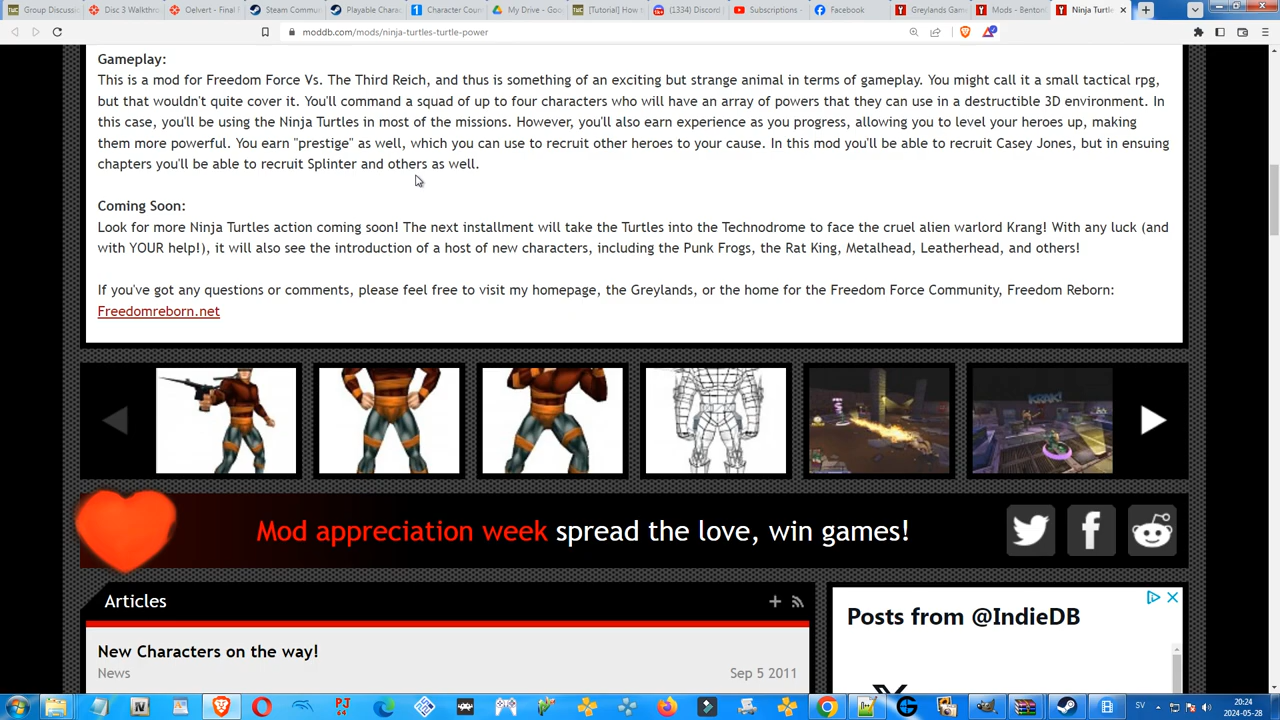 Group Discussi
Disc 3 Walkthro
Oelvert - Final F
Steam Commun
Playable Charac
Character Coun
My Drive - Goo
[Tutorial] How t
(1334) Discord |
Subscriptions -
Facebook
Greylands Gam
Mods - Benton
Ninja Turtle
moddb.com/mods/ninja-turtles-turtle-power
Gameplay:
This is a mod for Freedom Force Vs. The Third Reich, and thus is something of an exciting but strange animal in terms of gameplay. You might call it a small tactical rpg,
but that wouldn't quite cover it. You'll command a squad of up to four characters who will have an array of powers that they can use in a destructible 3D environment. In
this case, you'll be using the Ninja Turtles in most of the missions. However, you'll also earn experience as you progress, allowing you to level your heroes up, making
them more powerful. You earn "prestige" as well, which you can use to recruit other heroes to your cause. In this mod you'll be able to recruit Casey Jones, but in ensuing
chapters you'll be able to recruit Splinter and others as well.
Coming Soon:
Look for more Ninja Turtles action coming soon! The next installment will take the Turtles into the Technodrome to face the cruel alien warlord Krang! With any luck (and
with YOUR help!), it will also see the introduction of a host of new characters, including the Punk Frogs, the Rat King, Metalhead, Leatherhead, and others!
If you've got any questions or comments, please feel free to visit my homepage, the Greylands, or the home for the Freedom Force Community, Freedom Reborn:
Freedomreborn.net
KRAK!
Mod appreciation week spread the love, win games!
Articles
Posts from @IndieDB
New Characters on the way!
News
Sep 5 2011
SV
20:24
2024-05-28